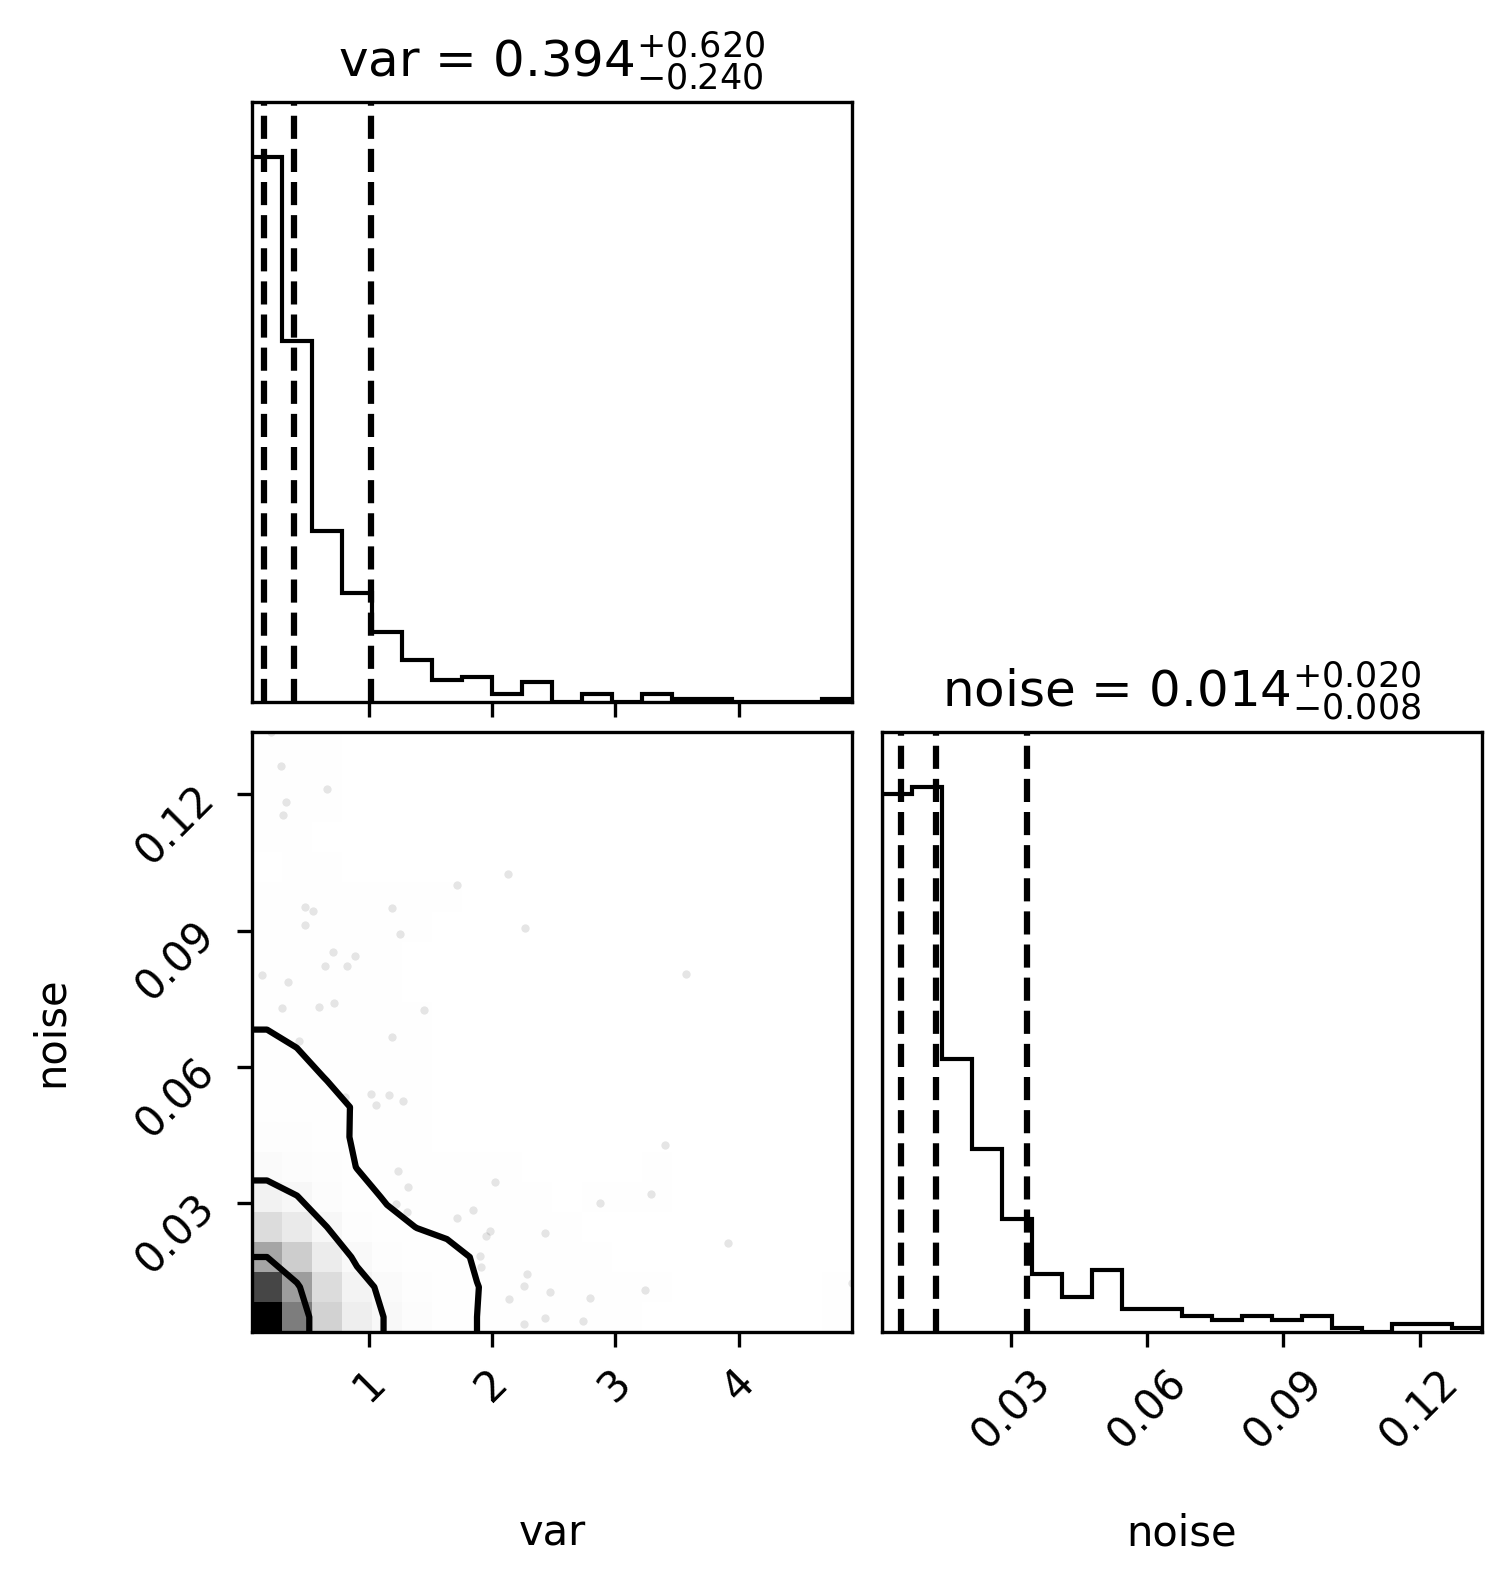 var = 0.394 +0.620 −0.240
noise = 0.014 +0.020 −0.008
0.12
0.09
0.06
0.03
noise
1 2 3 4
var
0.03 0.06 0.09 0.12
noise